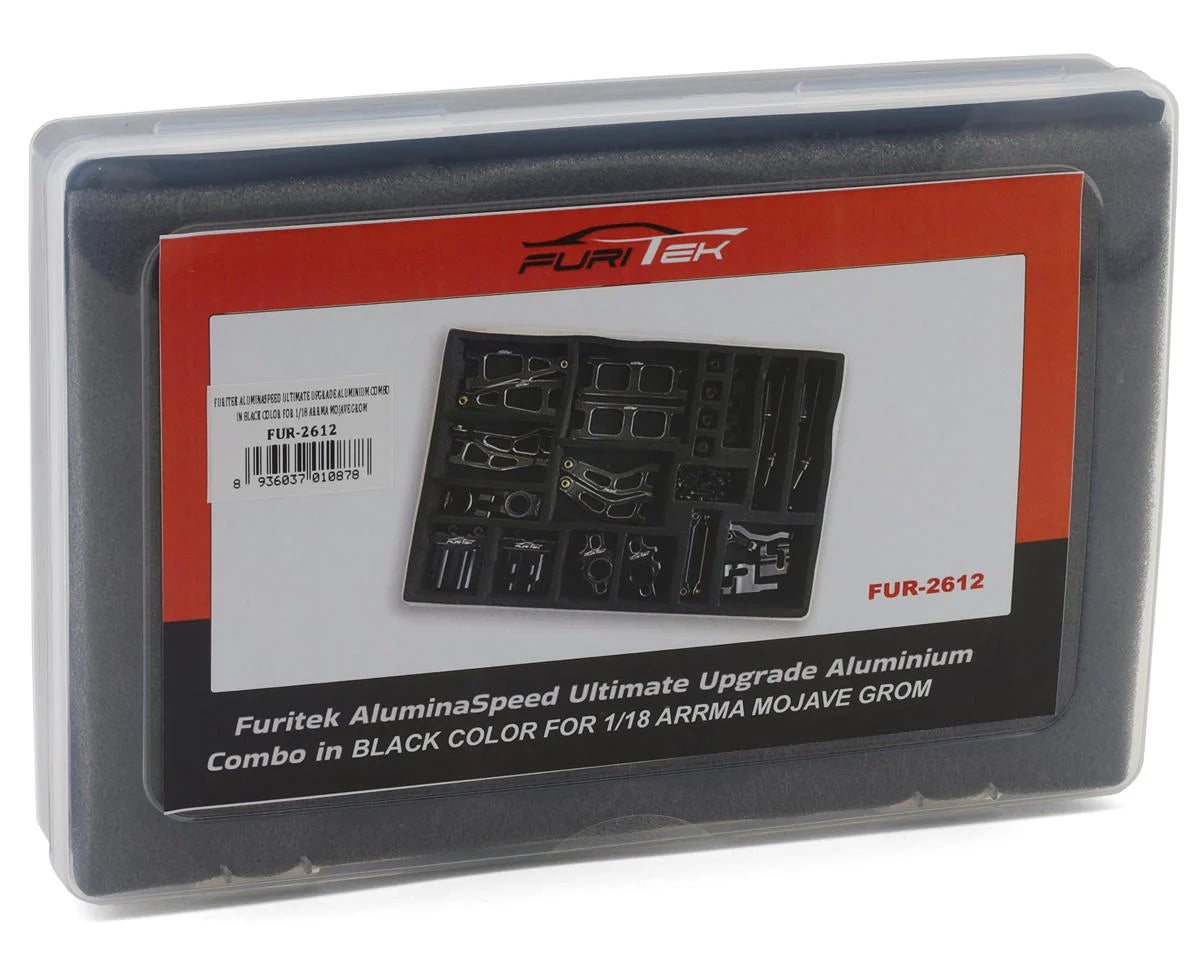 FURITEK
FURITEK ALUMINASPEED ULTIMATE UPGRADE ALUMINIUM COMBO
IN BLACK COLOR FOR 1/18 ARRMA MOJAVE GROM
FUR-2612
8 936037 010878
FUR-2612
Furitek AluminaSpeed Ultimate Upgrade Aluminium
Combo in BLACK COLOR FOR 1/18 ARRMA MOJAVE GROM